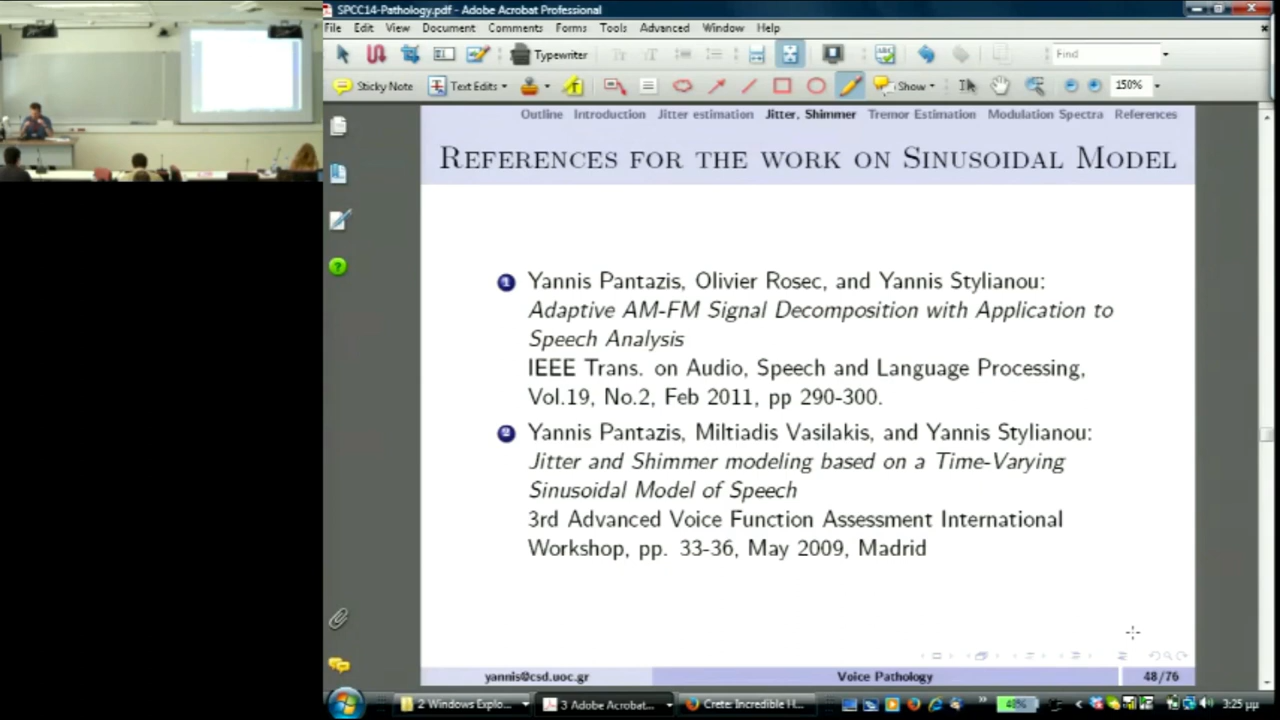 SPCC14-Pathology.pdf - Adobe Acrobat Professional
File Edit View Document Comments Forms Tools Advanced Window Help
Typewriter Find
Sticky Note Text Edits Show 150%
Outline Introduction Jitter estimation Jitter, Shimmer Tremor Estimation Modulation Spectra References
References for the work on Sinusoidal Model
1 Yannis Pantazis, Olivier Rosec, and Yannis Stylianou:
Adaptive AM-FM Signal Decomposition with Application to
Speech Analysis
IEEE Trans. on Audio, Speech and Language Processing,
Vol.19, No.2, Feb 2011, pp 290-300.
2 Yannis Pantazis, Miltiadis Vasilakis, and Yannis Stylianou:
Jitter and Shimmer modeling based on a Time-Varying
Sinusoidal Model of Speech
3rd Advanced Voice Function Assessment International
Workshop, pp. 33-36, May 2009, Madrid
yannis@csd.uoc.gr Voice Pathology 48/76
2 Windows Explo... 3 Adobe Acrobat... Crete: Incredible H... 48% 3:25 μμ